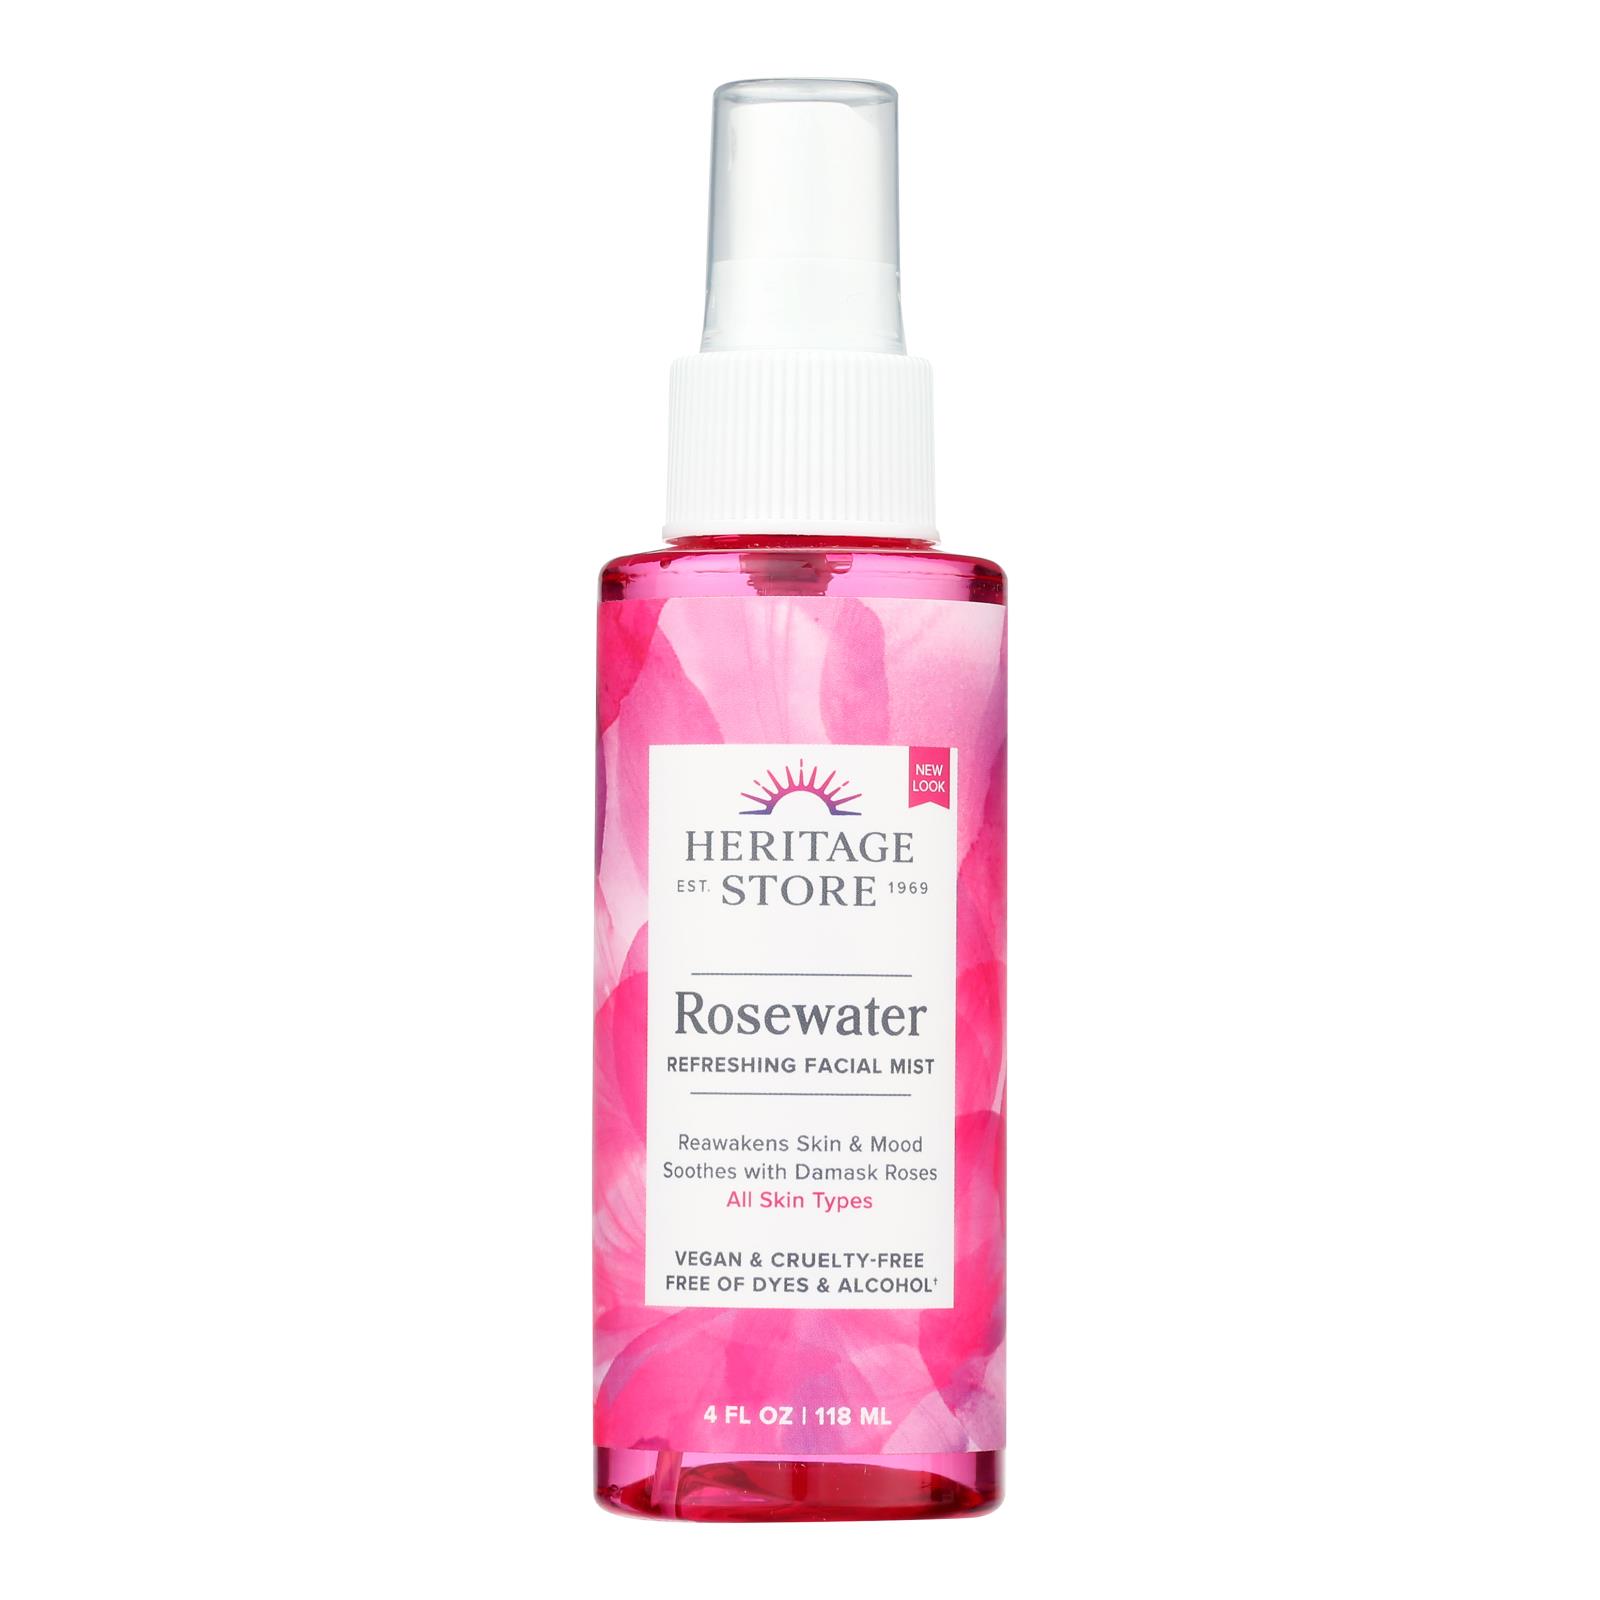 NEW
LOOK
HERITAGE
EST. STORE 1969
Rosewater
REFRESHING FACIAL MIST
Reawakens Skin & Mood
Soothes with Damask Roses
All Skin Types
VEGAN & CRUELTY-FREE
FREE OF DYES & ALCOHOL†
4 FL OZ | 118 ML